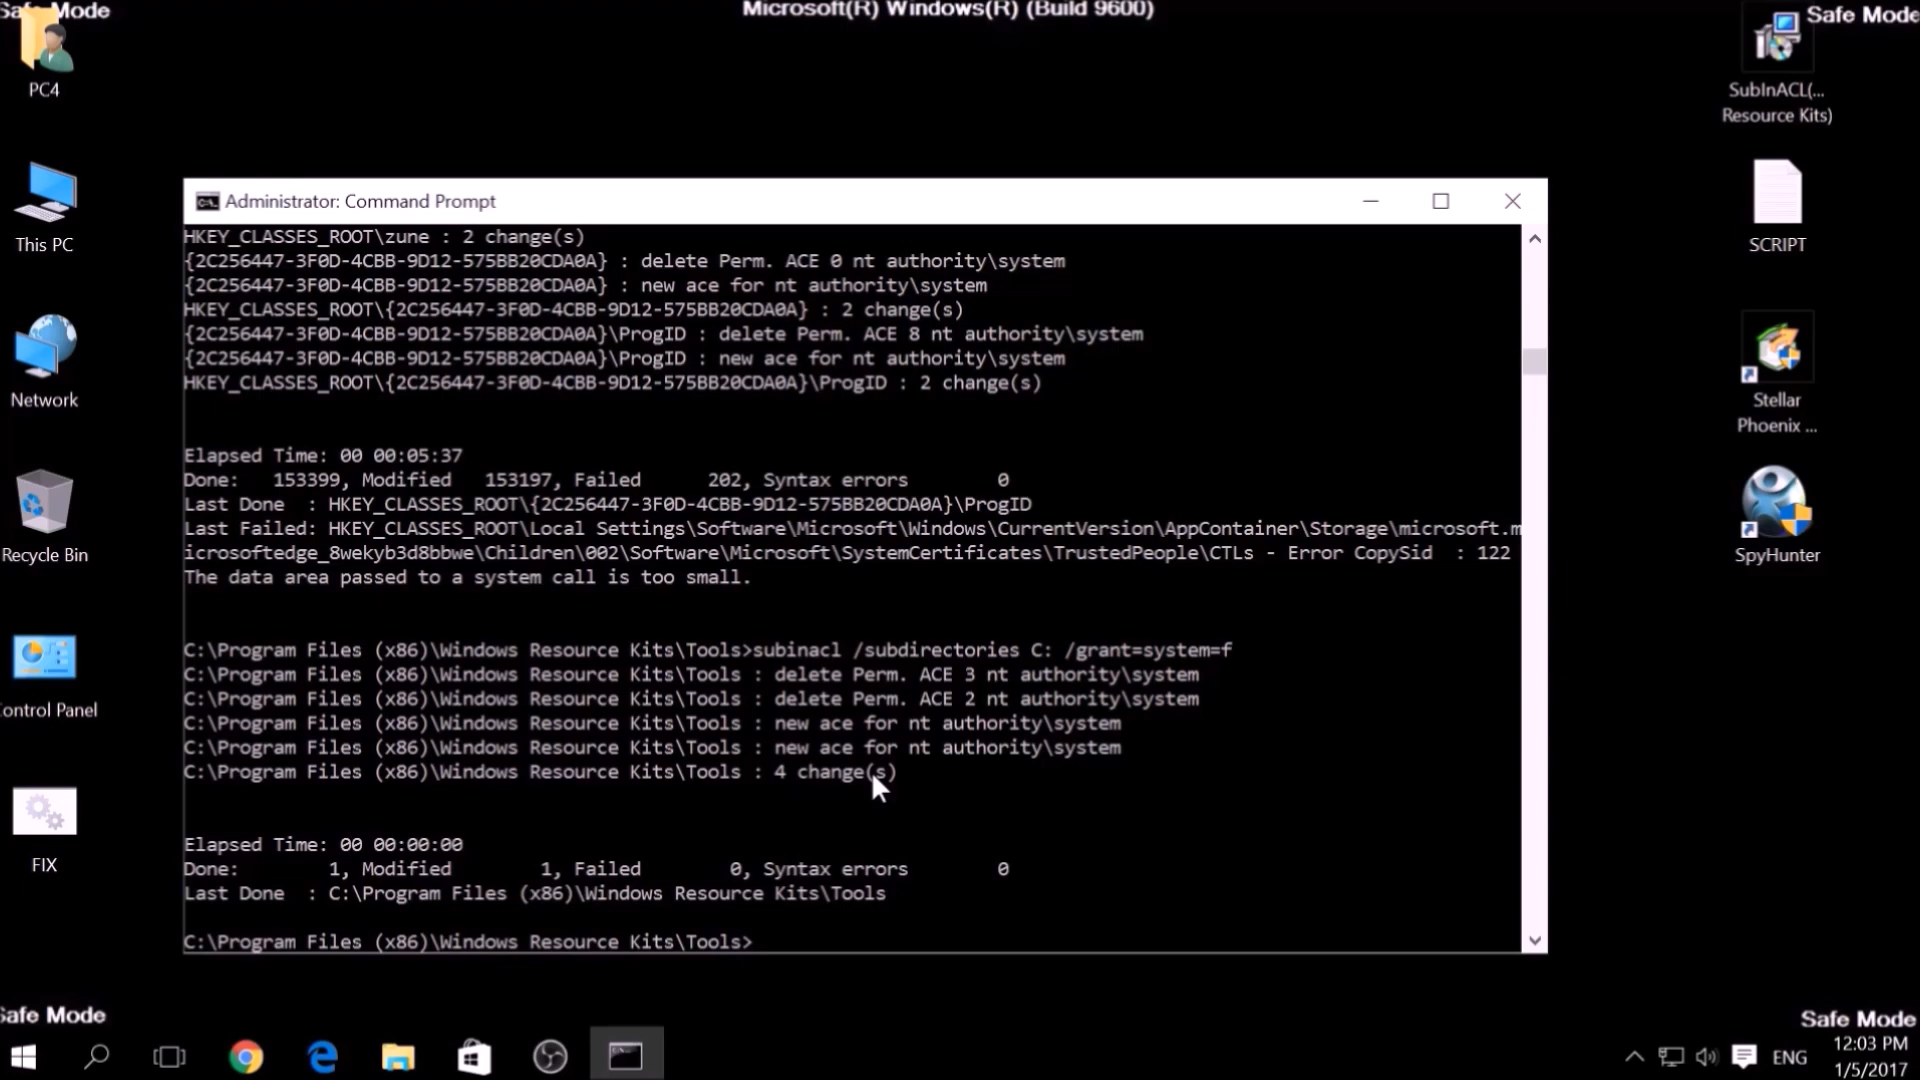 Safe Mode
Microsoft(R) Windows(R) (Build 9600)
Safe Mode
PC4
This PC
Network
Recycle Bin
ontrol Panel
FIX
SubInACL(...
Resource Kits)
SCRIPT
Stellar
Phoenix ...
SpyHunter
Administrator: Command Prompt
HKEY_CLASSES_ROOT\zune : 2 change(s)
{2C256447-3F0D-4CBB-9D12-575BB20CDA0A} : delete Perm. ACE 0 nt authority\system
{2C256447-3F0D-4CBB-9D12-575BB20CDA0A} : new ace for nt authority\system
HKEY_CLASSES_ROOT\{2C256447-3F0D-4CBB-9D12-575BB20CDA0A} : 2 change(s)
{2C256447-3F0D-4CBB-9D12-575BB20CDA0A}\ProgID : delete Perm. ACE 8 nt authority\system
{2C256447-3F0D-4CBB-9D12-575BB20CDA0A}\ProgID : new ace for nt authority\system
HKEY_CLASSES_ROOT\{2C256447-3F0D-4CBB-9D12-575BB20CDA0A}\ProgID : 2 change(s)
Elapsed Time: 00 00:05:37
Done: 153399, Modified 153197, Failed 202, Syntax errors 0
Last Done : HKEY_CLASSES_ROOT\{2C256447-3F0D-4CBB-9D12-575BB20CDA0A}\ProgID
Last Failed: HKEY_CLASSES_ROOT\Local Settings\Software\Microsoft\Windows\CurrentVersion\AppContainer\Storage\microsoft.m
icrosoftedge_8wekyb3d8bbwe\Children\002\Software\Microsoft\SystemCertificates\TrustedPeople\CTLs - Error CopySid : 122
The data area passed to a system call is too small.
C:\Program Files (x86)\Windows Resource Kits\Tools>subinacl /subdirectories C: /grant=system=f
C:\Program Files (x86)\Windows Resource Kits\Tools : delete Perm. ACE 3 nt authority\system
C:\Program Files (x86)\Windows Resource Kits\Tools : delete Perm. ACE 2 nt authority\system
C:\Program Files (x86)\Windows Resource Kits\Tools : new ace for nt authority\system
C:\Program Files (x86)\Windows Resource Kits\Tools : new ace for nt authority\system
C:\Program Files (x86)\Windows Resource Kits\Tools : 4 change(s)
Elapsed Time: 00 00:00:00
Done: 1, Modified 1, Failed 0, Syntax errors 0
Last Done : C:\Program Files (x86)\Windows Resource Kits\Tools
C:\Program Files (x86)\Windows Resource Kits\Tools>
Safe Mode
Safe Mode
ENG
12:03 PM
1/5/2017